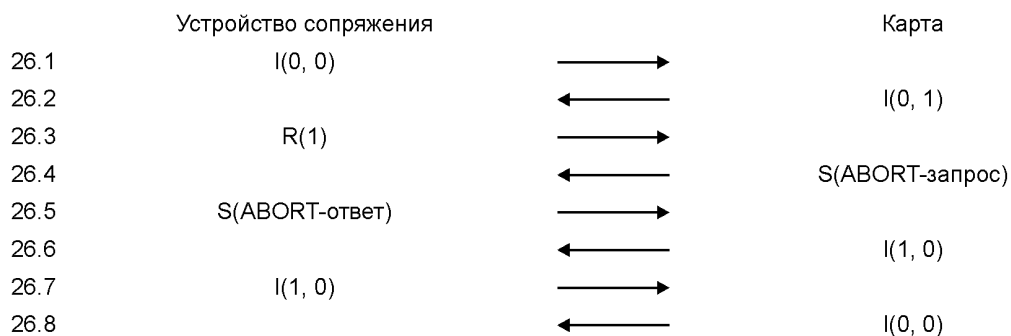 Устройство сопряжения Карта
26.1 I(0, 0)
26.2 I(0, 1)
26.3 R(1)
26.4 S(ABORT-запрос)
26.5 S(ABORT-ответ)
26.6 I(1, 0)
26.7 I(1, 0)
26.8 I(0, 0)